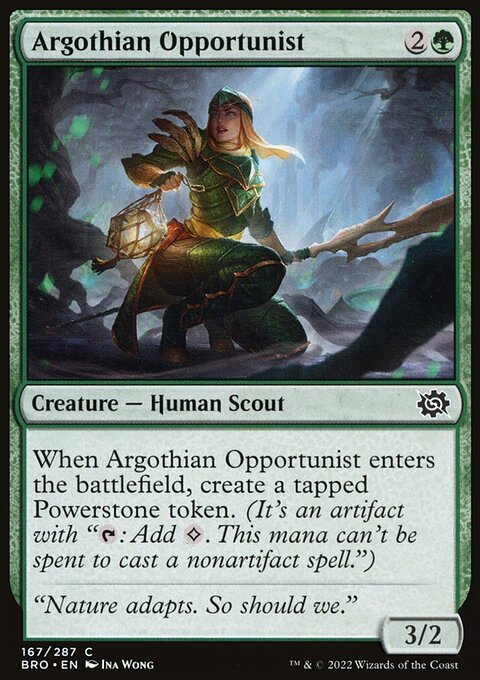 Argothian Opportunist 2
Creature — Human Scout
When Argothian Opportunist enters
the battlefield, create a tapped
Powerstone token. (It's an artifact
with “: Add . This mana can't be
spent to cast a nonartifact spell.”)
“Nature adapts. So should we.”
3/2
167/287 C
BRO • EN Ina Wong
™ & © 2022 Wizards of the Coast